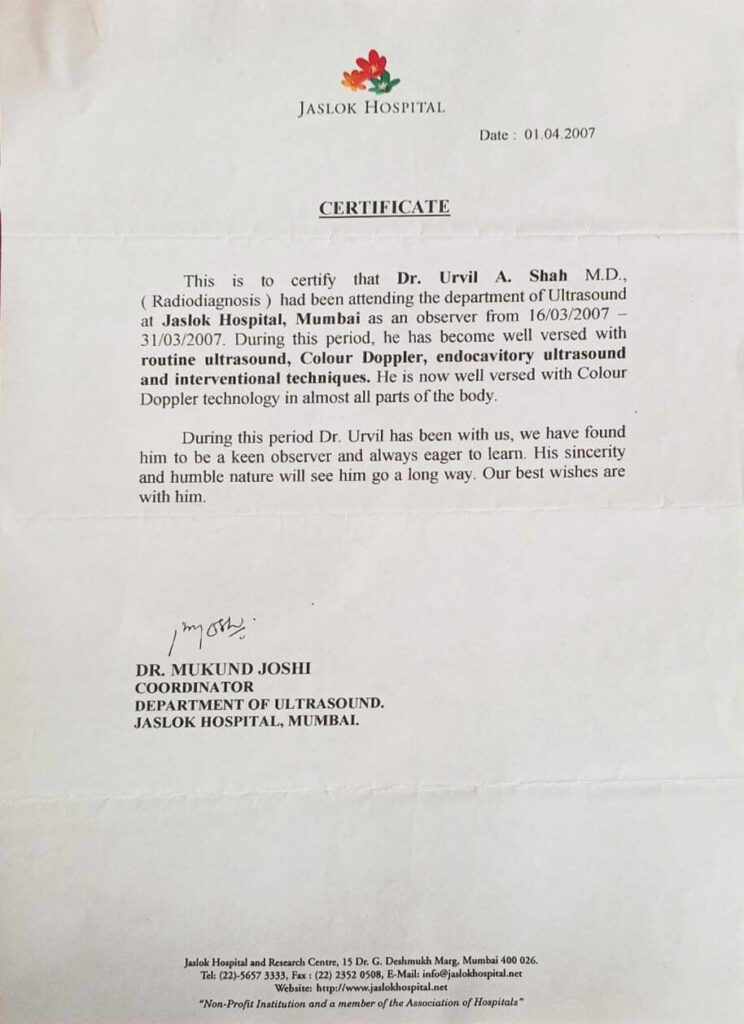 JASLOK HOSPITAL
Date : 01.04.2007
CERTIFICATE
This is to certify that Dr. Urvil A. Shah M.D.,
( Radiodiagnosis ) had been attending the department of Ultrasound
at Jaslok Hospital, Mumbai as an observer from 16/03/2007 –
31/03/2007. During this period, he has become well versed with
routine ultrasound, Colour Doppler, endocavitory ultrasound
and interventional techniques. He is now well versed with Colour
Doppler technology in almost all parts of the body.
During this period Dr. Urvil has been with us, we have found
him to be a keen observer and always eager to learn. His sincerity
and humble nature will see him go a long way. Our best wishes are
with him.
DR. MUKUND JOSHI
COORDINATOR
DEPARTMENT OF ULTRASOUND.
JASLOK HOSPITAL, MUMBAI.
Jaslok Hospital and Research Centre, 15 Dr. G. Deshmukh Marg, Mumbai 400 026.
Tel: (22)-5657 3333, Fax : (22) 2352 0508, E-Mail: info@jaslokhospital.net
Website: http://www.jaslokhospital.net
"Non-Profit Institution and a member of the Association of Hospitals"